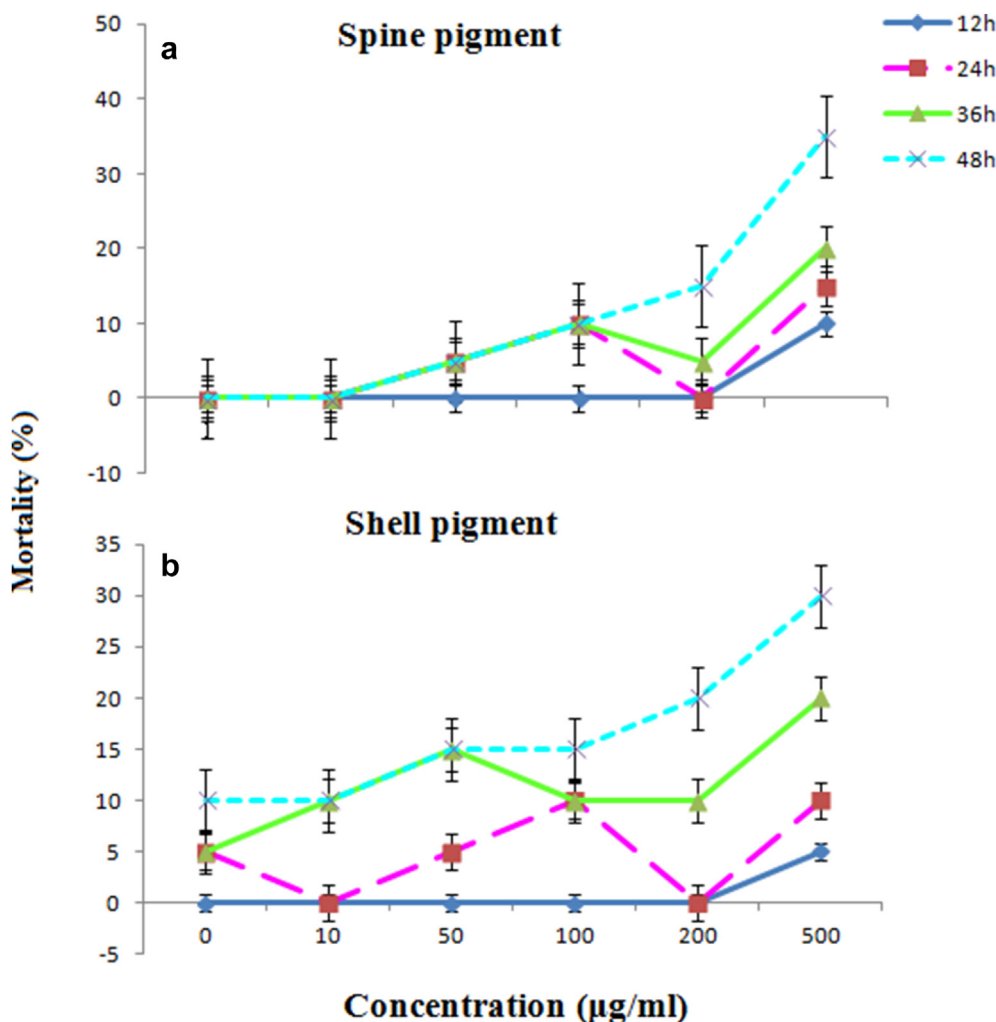 Spine pigment
a
50
40
30
20
10
0
-10
12h
24h
36h
48h
Mortality (%)
Shell pigment
b
35
30
25
20
15
10
5
0
-5
0 10 50 100 200 500
Concentration (µg/ml)